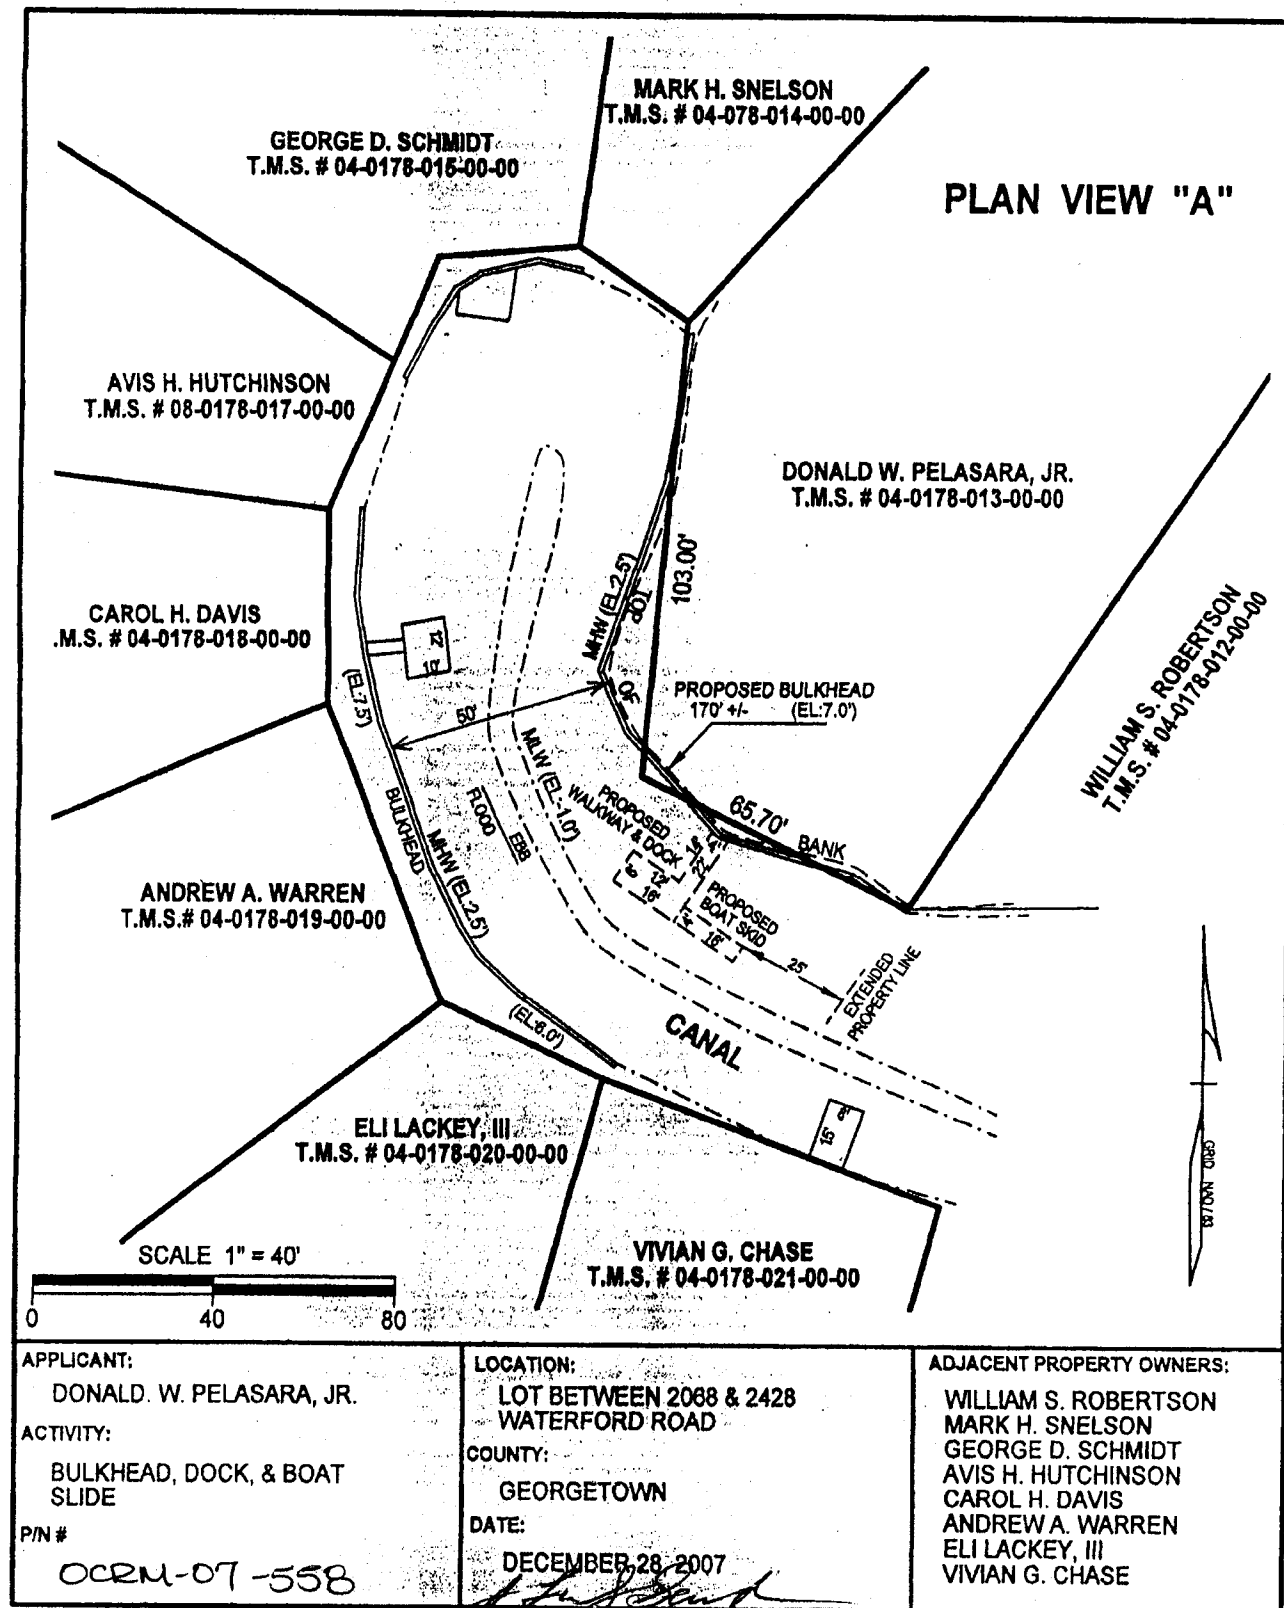 MARK H. SNELSON
T.M.S. # 04-078-014-00-00
GEORGE D. SCHMIDT
T.M.S. # 04-0178-015-00-00
PLAN VIEW "A"
AVIS H. HUTCHINSON
T.M.S. # 08-0178-017-00-00
DONALD W. PELASARA, JR.
T.M.S. # 04-0178-013-00-00
103.00'
MHW (EL:2.5')
TOP
OF
CAROL H. DAVIS
.M.S. # 04-0178-018-00-00
12'
10'
WILLIAM S. ROBERTSON
T.M.S. # 04-0178-012-00-00
PROPOSED BULKHEAD
170' +/- (EL:7.0')
(EL:7.5')
50'
MLW (EL:-1.0')
FLOOD
EBB
BULKHEAD
MHW (EL:2.5')
65.70'
BANK
PROPOSED
WALKWAY & DOCK
4'
12'
16'
PROPOSED
BOAT SKID
4'
16'
25'
EXTENDED
PROPERTY LINE
ANDREW A. WARREN
T.M.S.# 04-0178-019-00-00
(EL:6.0')
CANAL
15'
8'
GRID NAD / 83
ELI LACKEY, III
T.M.S. # 04-0178-020-00-00
VIVIAN G. CHASE
T.M.S. # 04-0178-021-00-00
SCALE 1" = 40'
0 40 80
APPLICANT:
DONALD. W. PELASARA, JR.
ACTIVITY:
BULKHEAD, DOCK, & BOAT
SLIDE
P/N #
OCRM-07-558
LOCATION:
LOT BETWEEN 2068 & 2428
WATERFORD ROAD
COUNTY:
GEORGETOWN
DATE:
DECEMBER 28, 2007
ADJACENT PROPERTY OWNERS:
WILLIAM S. ROBERTSON
MARK H. SNELSON
GEORGE D. SCHMIDT
AVIS H. HUTCHINSON
CAROL H. DAVIS
ANDREW A. WARREN
ELI LACKEY, III
VIVIAN G. CHASE